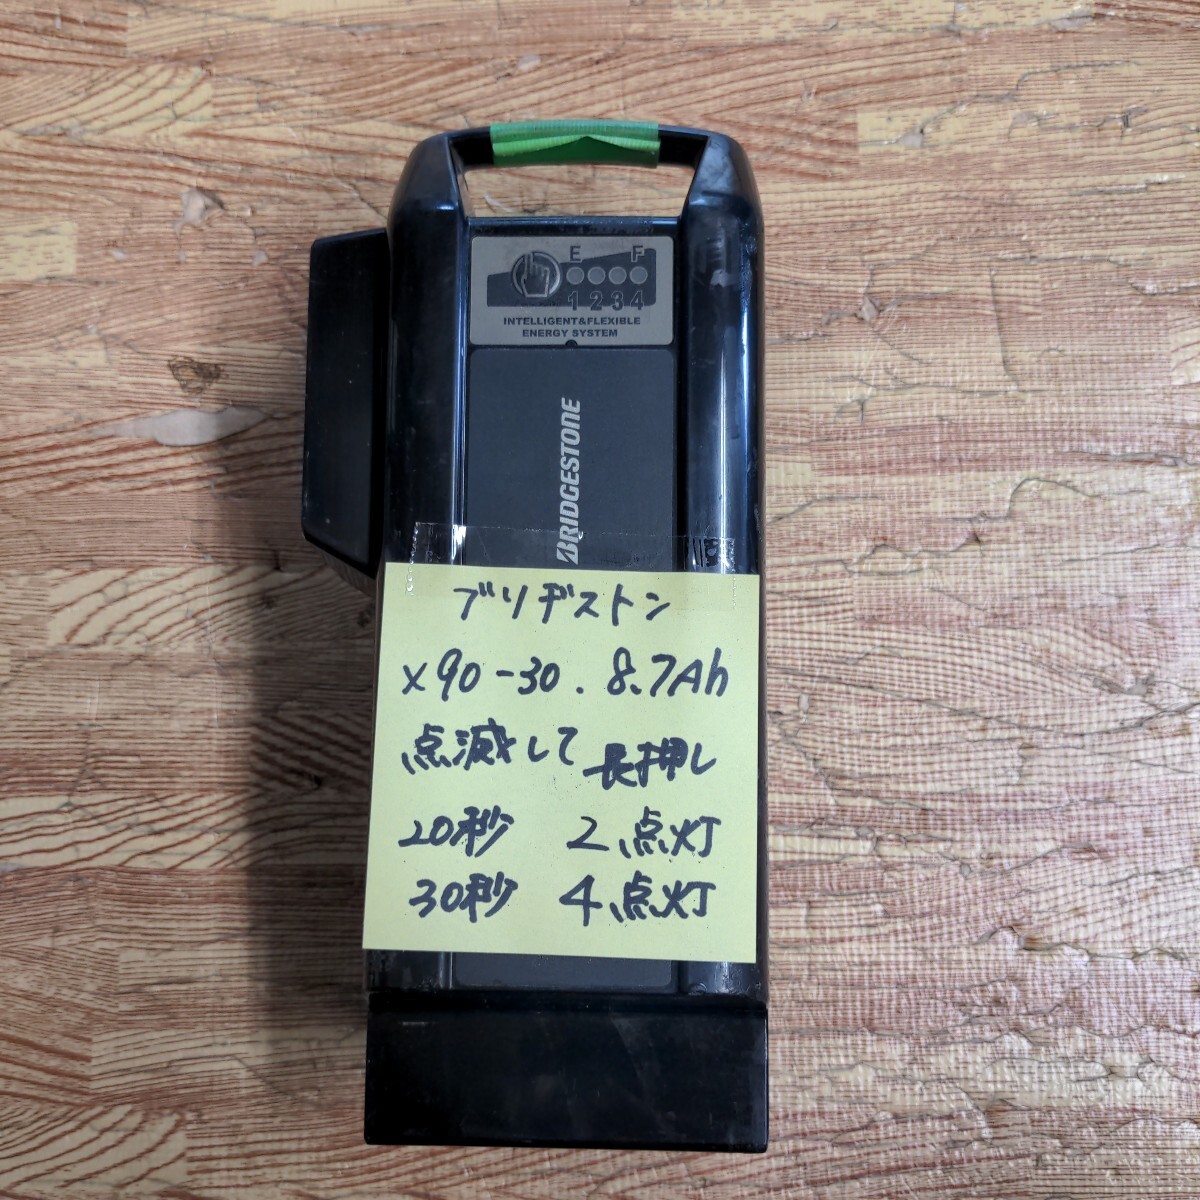 E F
1 2 3 4
INTELLIGENT&FLEXIBLE
ENERGY SYSTEM
BRIDGESTONE
ブリヂストン
X90-30. 8.7Ah
点滅して長押し
20秒 2点灯
30秒 4点灯